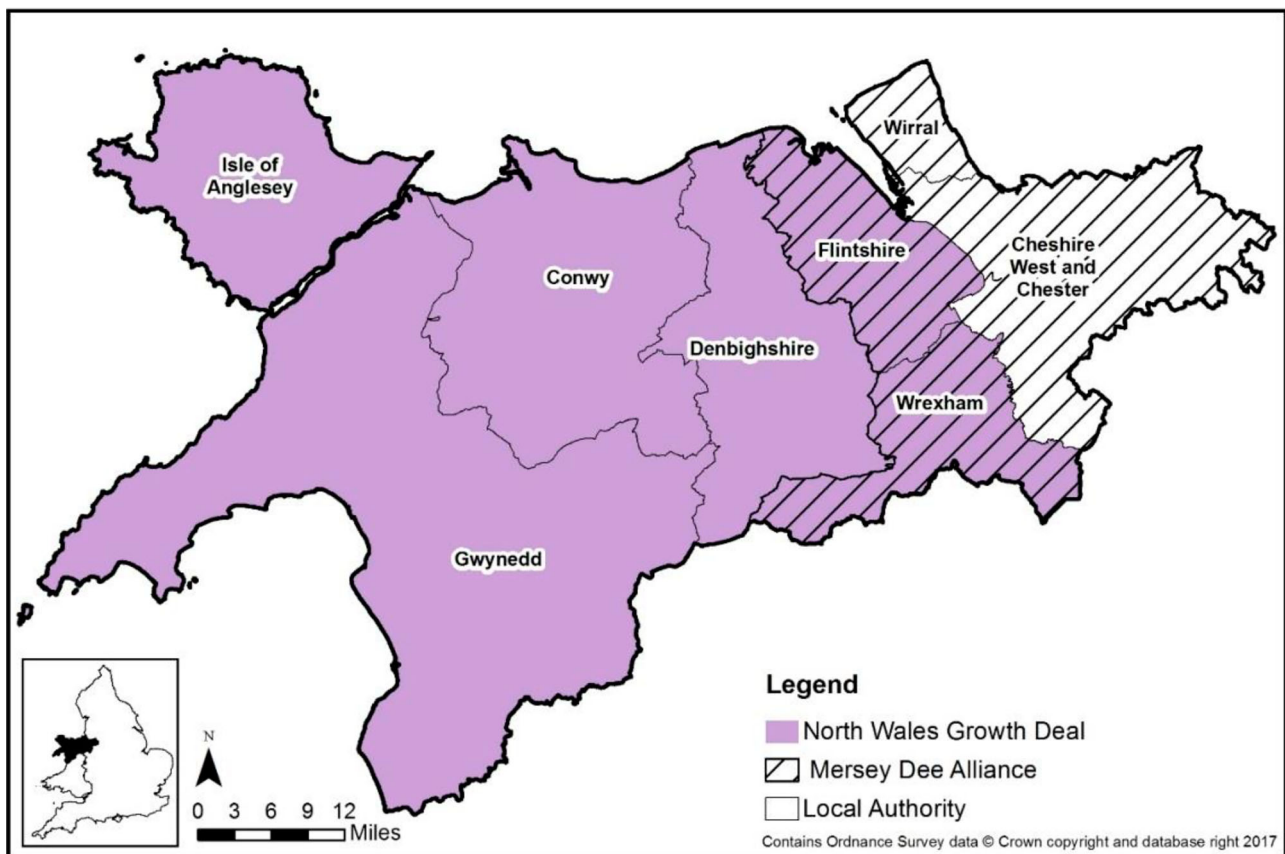 Wirral
Isle of
Anglesey
Flintshire
Cheshire
West and
Chester
Conwy
Denbighshire
Wrexham
Gwynedd
Legend
North Wales Growth Deal
Mersey Dee Alliance
Local Authority
N
0 3 6 9 12
Miles
Contains Ordnance Survey data © Crown copyright and database right 2017